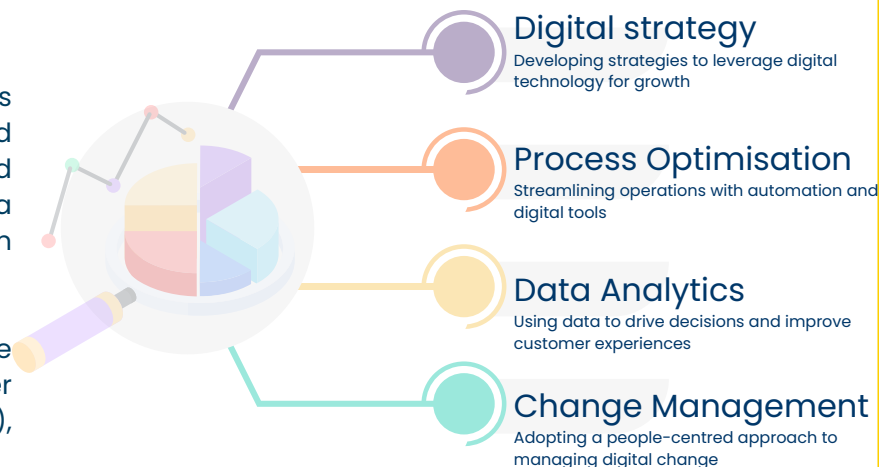 Digital strategy
Developing strategies to leverage digital
technology for growth
Process Optimisation
Streamlining operations with automation and
digital tools
Data Analytics
Using data to drive decisions and improve
customer experiences
Change Management
Adopting a people-centred approach to
managing digital change